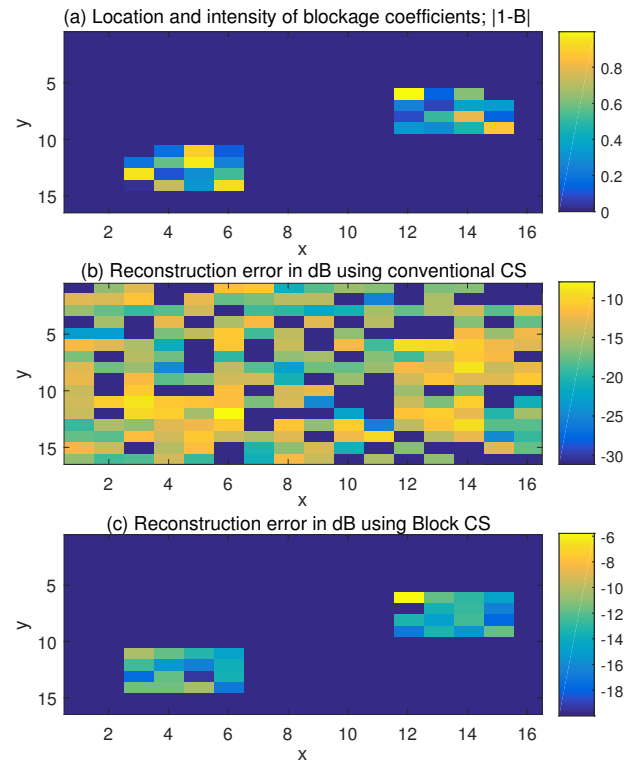 (a) Location and intensity of blockage coefficients; |1-B|
5
10
15
y
2 4 6 8 10 12 14 16
x
0.8
0.6
0.4
0.2
0
(b) Reconstruction error in dB using conventional CS
5
10
15
y
2 4 6 8 10 12 14 16
x
-10
-15
-20
-25
-30
(c) Reconstruction error in dB using Block CS
5
10
15
y
2 4 6 8 10 12 14 16
x
-6
-8
-10
-12
-14
-16
-18